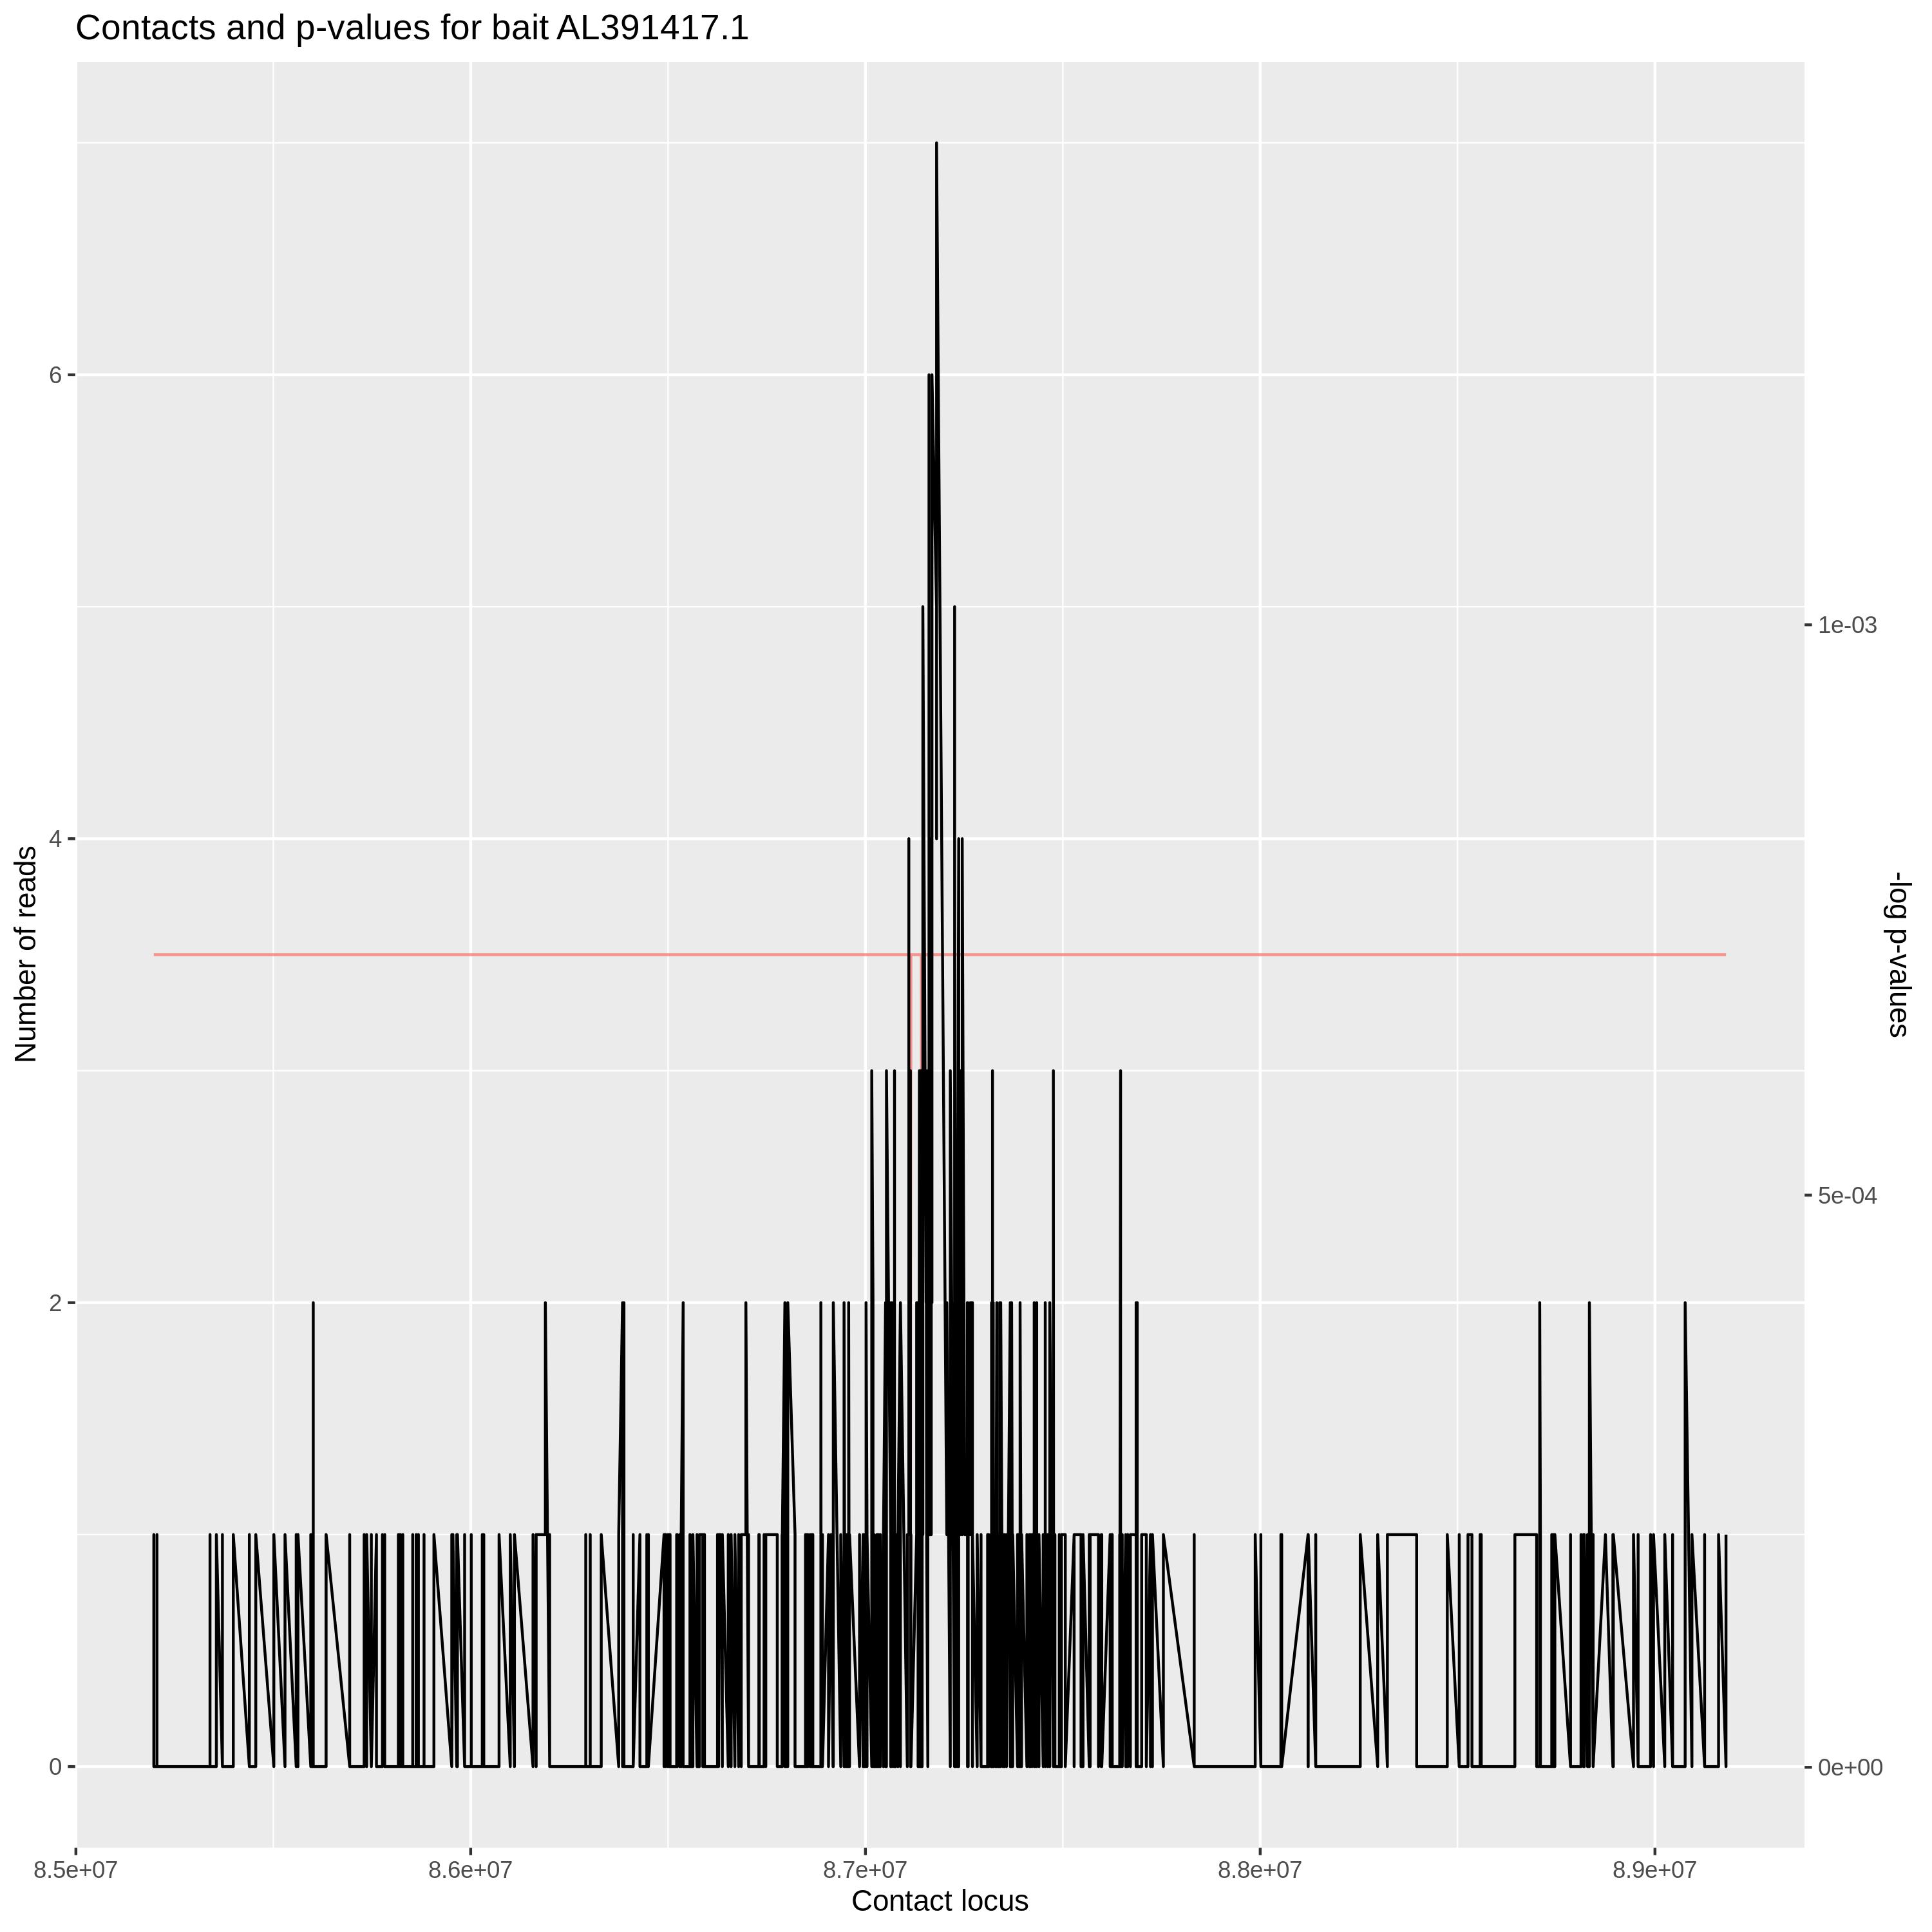 Contacts and p-values for bait AL391417.1
Number of reads
6
4
2
0
1e-03
5e-04
0e+00
-log p-values
8.5e+07 8.6e+07 8.7e+07 8.8e+07 8.9e+07
Contact locus